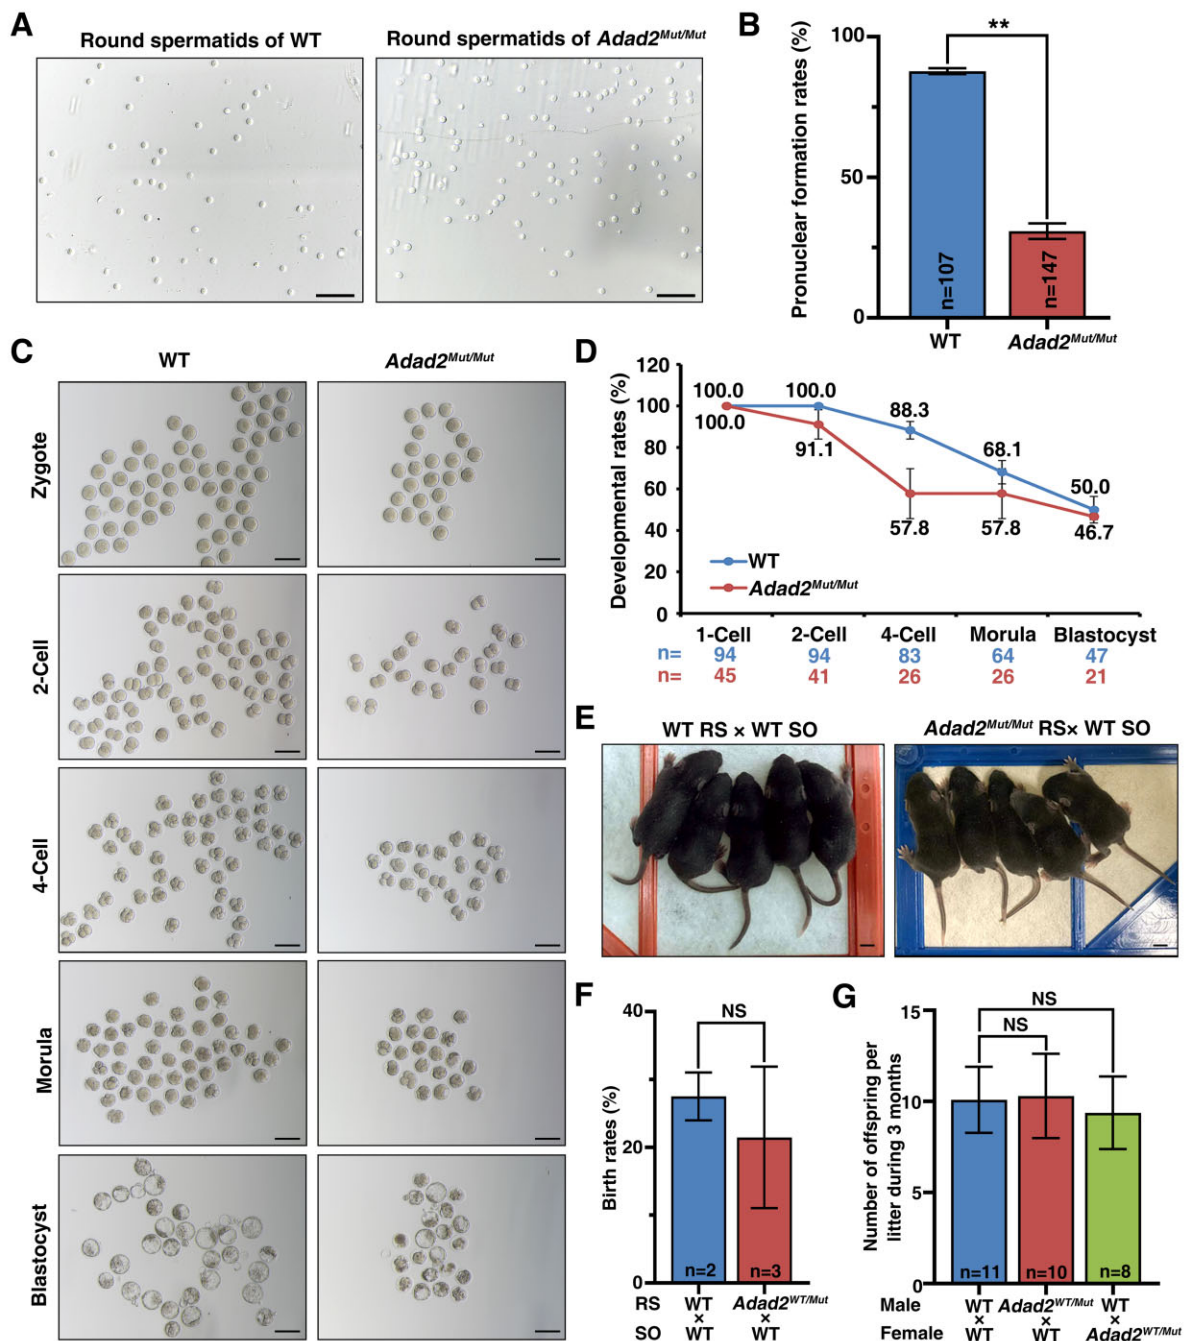 A
Round spermatids of WT
Round spermatids of Adad2Mut/Mut
B
Pronuclear formation rates (%)
100
50
0
**
n=107
n=147
WT
Adad2Mut/Mut
C
WT
Adad2Mut/Mut
Zygote
2-Cell
4-Cell
Morula
Blastocyst
D
Developmental rates (%)
120
100
80
60
40
20
0
100.0
100.0
88.3
68.1
50.0
100.0
91.1
57.8
57.8
46.7
WT
Adad2Mut/Mut
1-Cell 2-Cell 4-Cell Morula Blastocyst
n= 94 94 83 64 47
n= 45 41 26 26 21
E
WT RS × WT SO
Adad2Mut/Mut RS× WT SO
F
Birth rates (%)
40
20
0
NS
n=2
n=3
RS WT Adad2WT/Mut
× ×
SO WT WT
G
Number of offspring per
litter during 3 months
15
10
5
0
NS
NS
n=11
n=10
n=8
Male WT Adad2WT/Mut WT
× × ×
Female WT WT Adad2WT/Mut